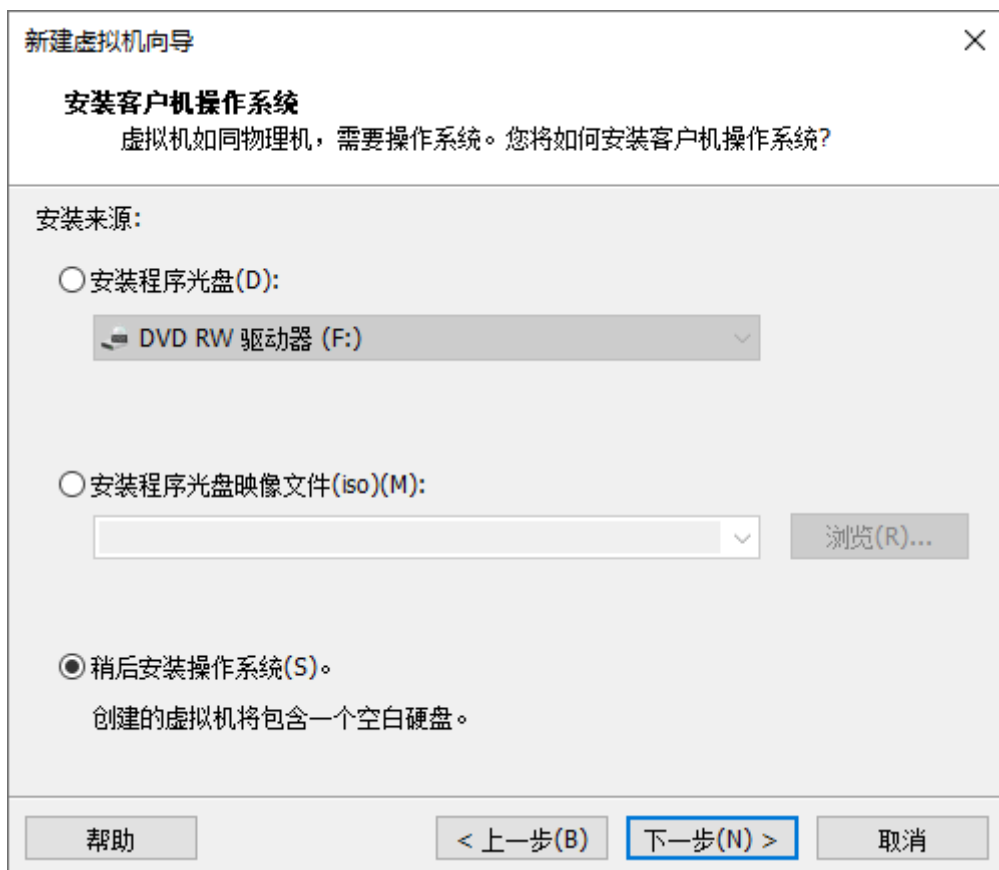 新建虚拟机向导
安装客户机操作系统
虚拟机如同物理机，需要操作系统。您将如何安装客户机操作系统?
安装来源:
安装程序光盘(D):
DVD RW 驱动器 (F:)
安装程序光盘映像文件(iso)(M):
浏览(R)...
稍后安装操作系统(S)。
创建的虚拟机将包含一个空白硬盘。
帮助
< 上一步(B)
下一步(N) >
取消